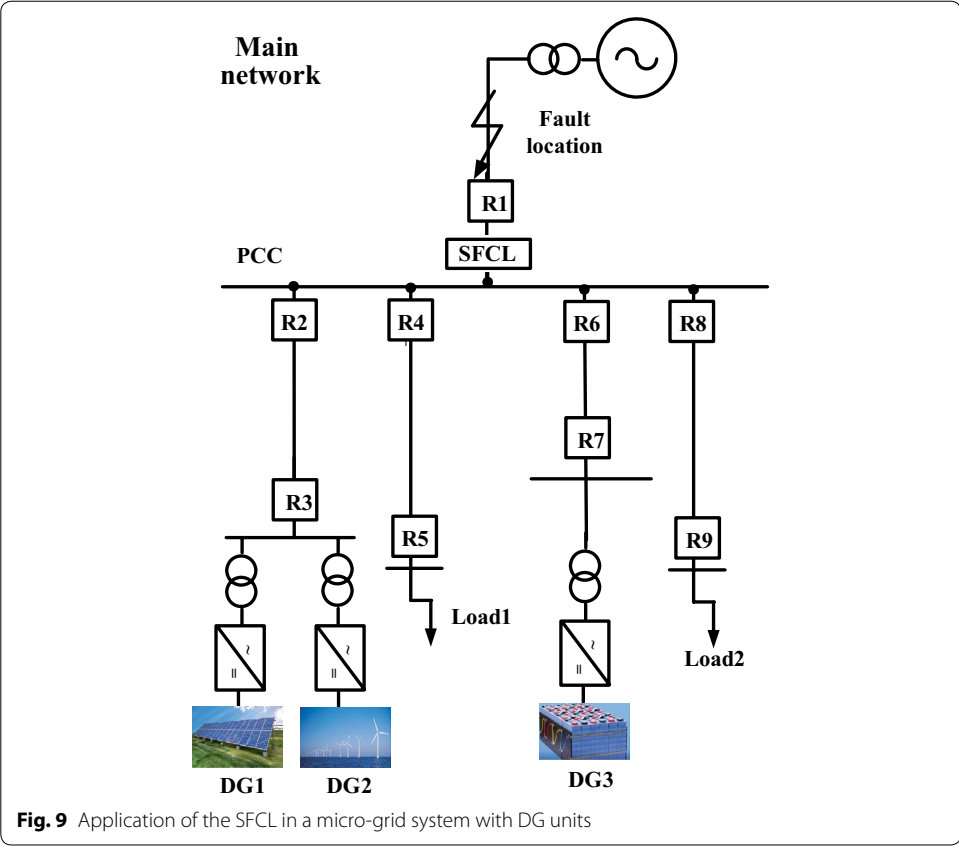 Main
network
Fault
location
R1
SFCL
PCC
R2
R4
R6
R8
R7
R3
R5
R9
Load1
Load2
DG1
DG2
DG3
Fig. 9 Application of the SFCL in a micro-grid system with DG units